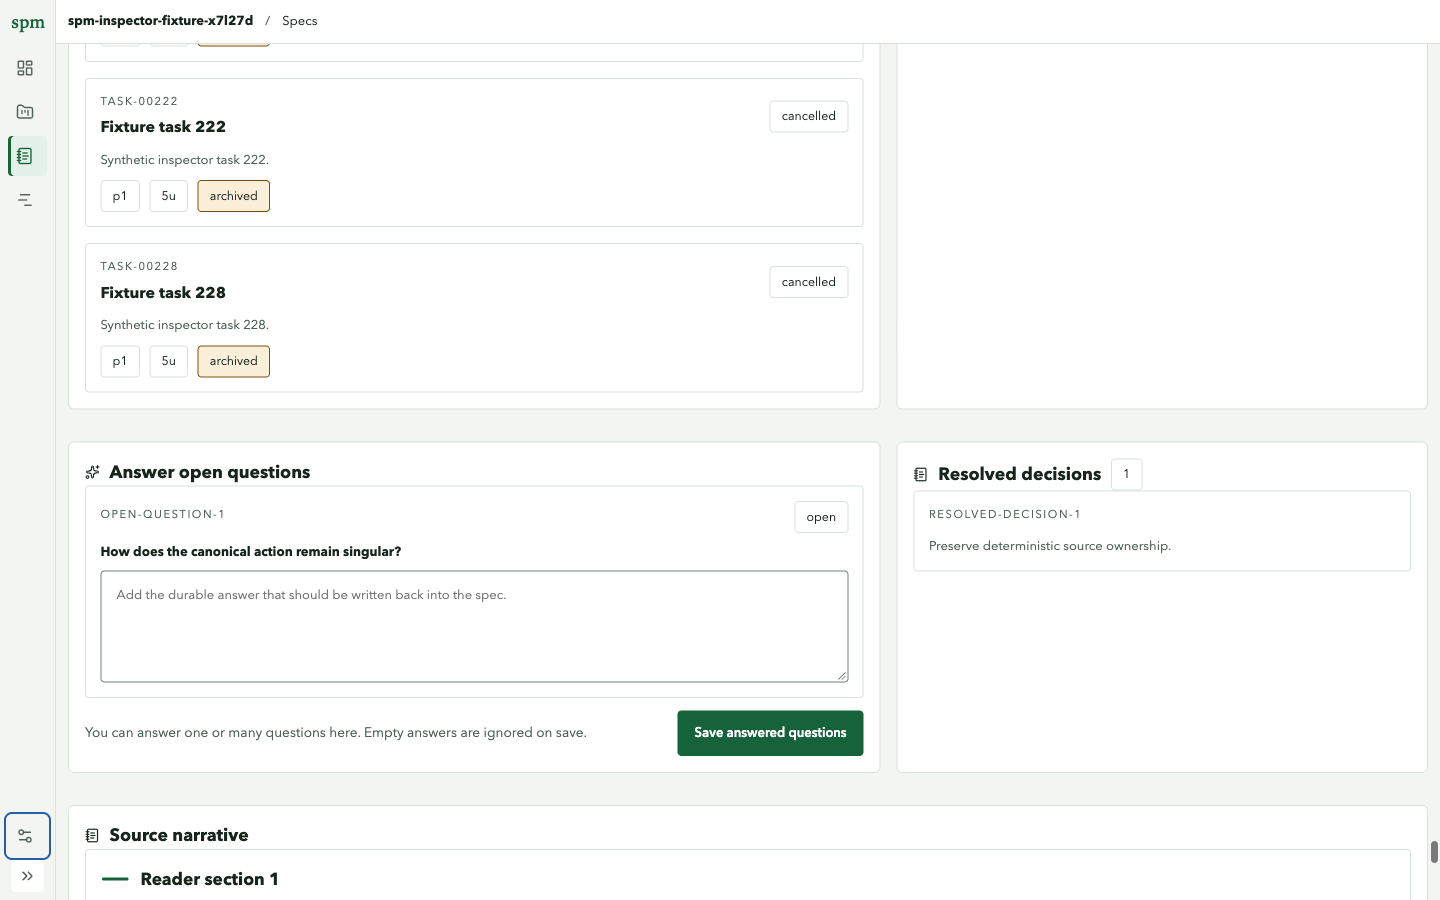 spm
spm-inspector-fixture-x7l27d / Specs
TASK-00222
Fixture task 222
cancelled
Synthetic inspector task 222.
p1 5u archived
TASK-00228
Fixture task 228
cancelled
Synthetic inspector task 228.
p1 5u archived
Answer open questions
OPEN-QUESTION-1
open
How does the canonical action remain singular?
Add the durable answer that should be written back into the spec.
You can answer one or many questions here. Empty answers are ignored on save.
Save answered questions
Resolved decisions 1
RESOLVED-DECISION-1
Preserve deterministic source ownership.
Source narrative
Reader section 1